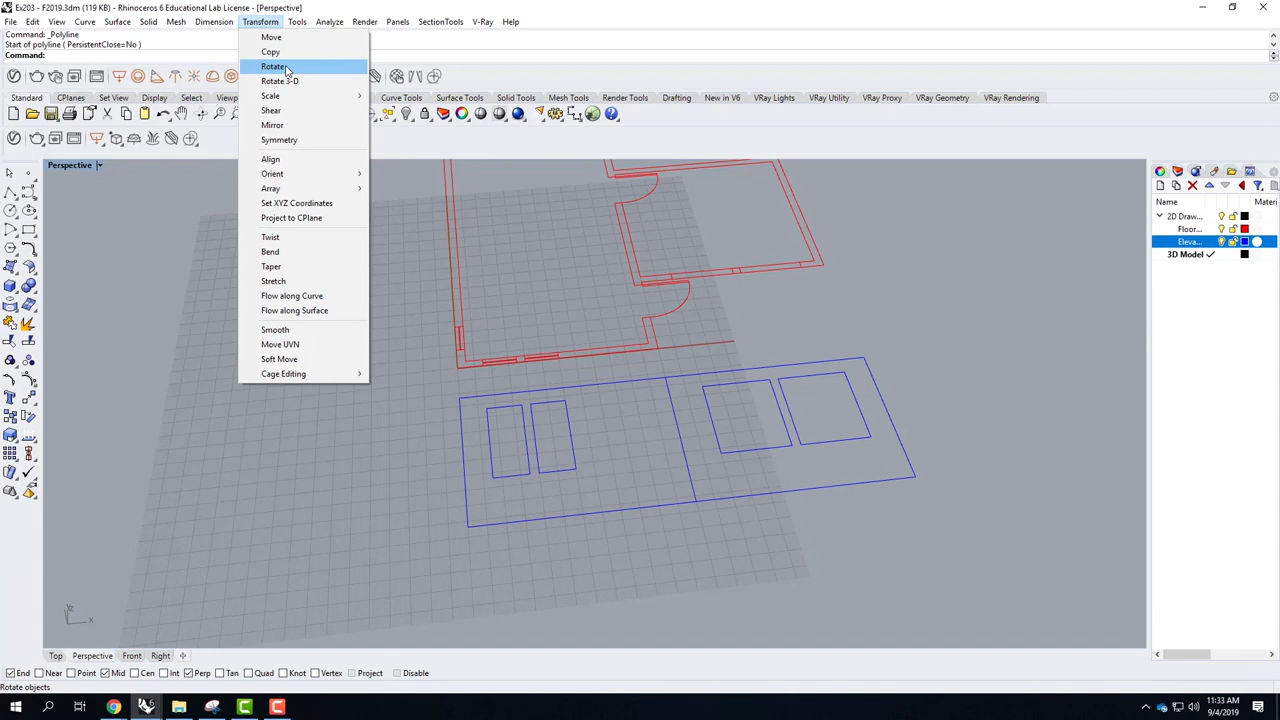 Ex203 - F2019.3dm (119 KB) - Rhinoceros 6 Educational Lab License - [Perspective]
File Edit View Curve Surface Solid Mesh Dimension Transform Tools Analyze Render Panels SectionTools V-Ray Help
Command: _Polyline
Start of polyline ( PersistentClose=No )
Command:
Standard CPlanes Set View Display Select Viewp Curve Tools Surface Tools Solid Tools Mesh Tools Render Tools Drafting New in V6 VRay Lights VRay Utility VRay Proxy VRay Geometry VRay Rendering
Move
Copy
Rotate
Rotate 3-D
Scale
Shear
Mirror
Symmetry
Align
Orient
Array
Set XYZ Coordinates
Project to CPlane
Twist
Bend
Taper
Stretch
Flow along Curve
Flow along Surface
Smooth
Move UVN
Soft Move
Cage Editing
Perspective
Name Materi
2D Draw...
Floor...
Eleva...
3D Model
x
Top Perspective Front Right
End Near Point Mid Cen Int Perp Tan Quad Knot Vertex Project Disable
Rotate objects
11:33 AM
9/4/2019